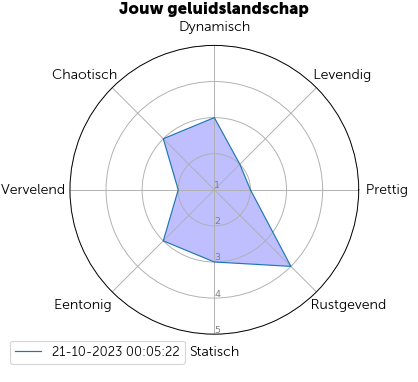 Jouw geluidslandschap
Dynamisch
Chaotisch
Levendig
Vervelend
1
Prettig
2
3
Eentonig
4
Rustgevend
5
21-10-2023 00:05:22
Statisch